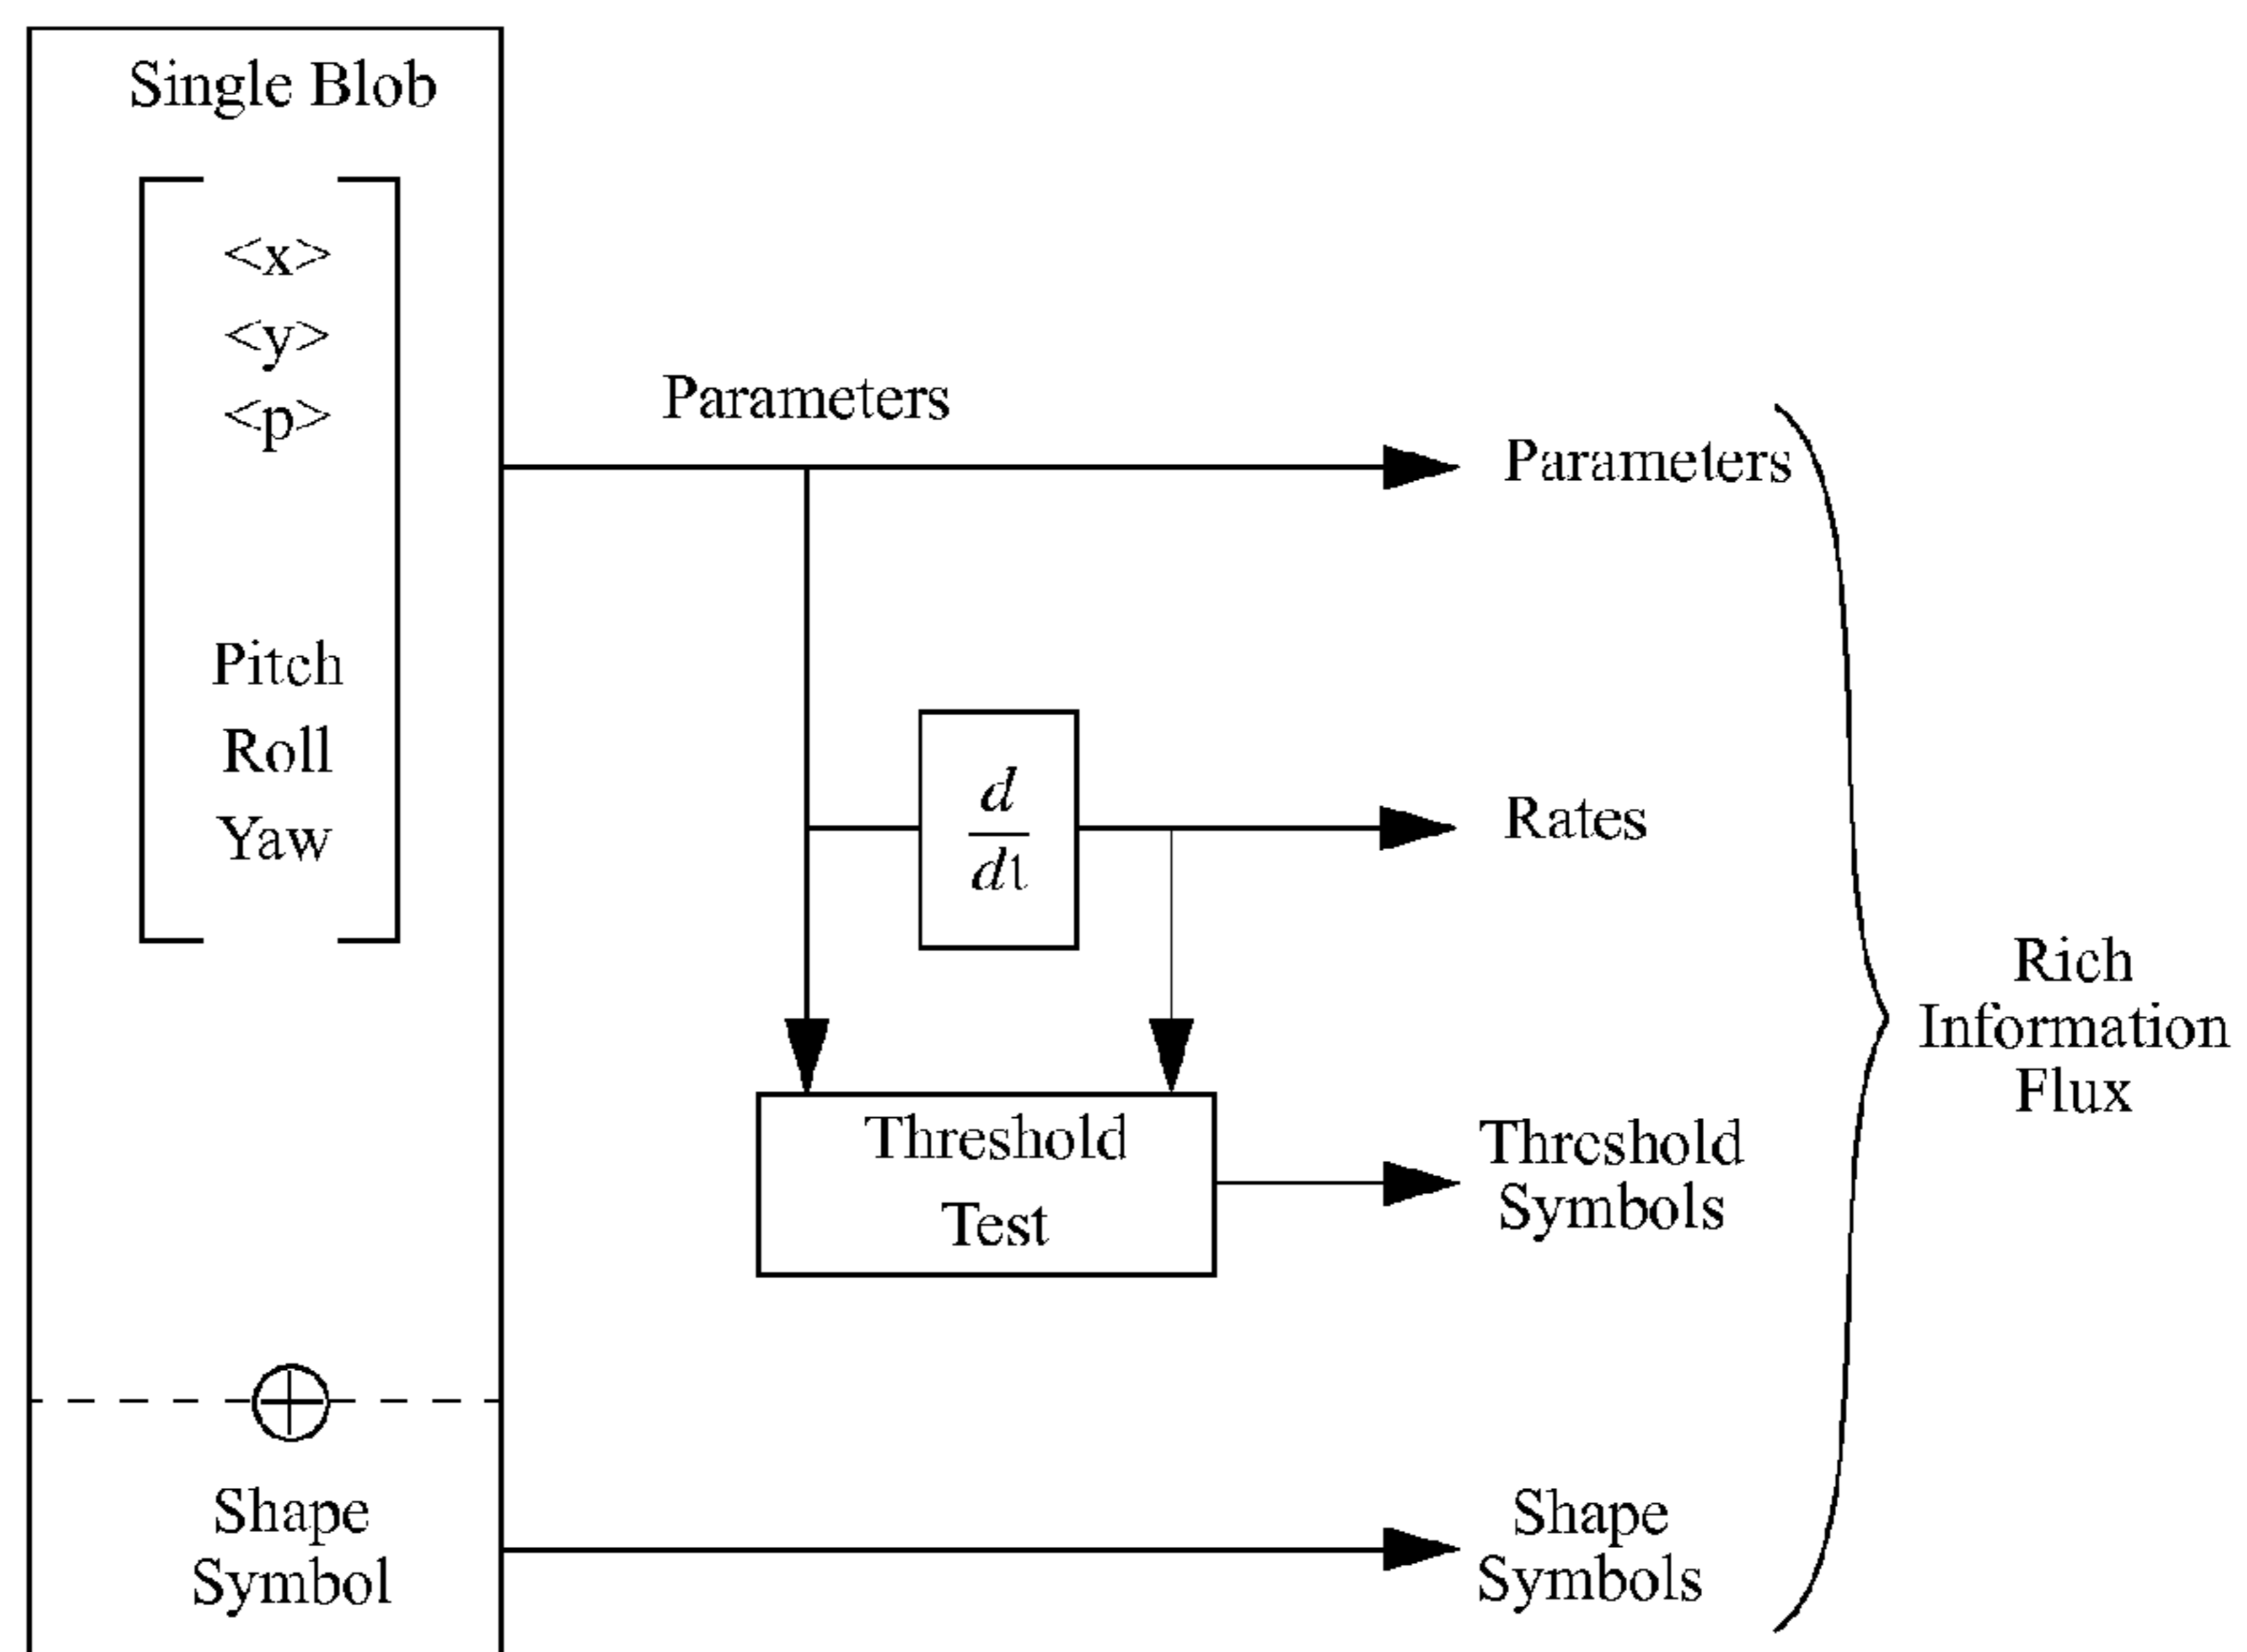 Single Blob
<x>
<y>
<p>
Pitch
Roll
Yaw
Shape
Symbol
Parameters
d
dt
Threshold
Test
Parameters
Rates
Threshold
Symbols
Shape
Symbols
Rich
Information
Flux